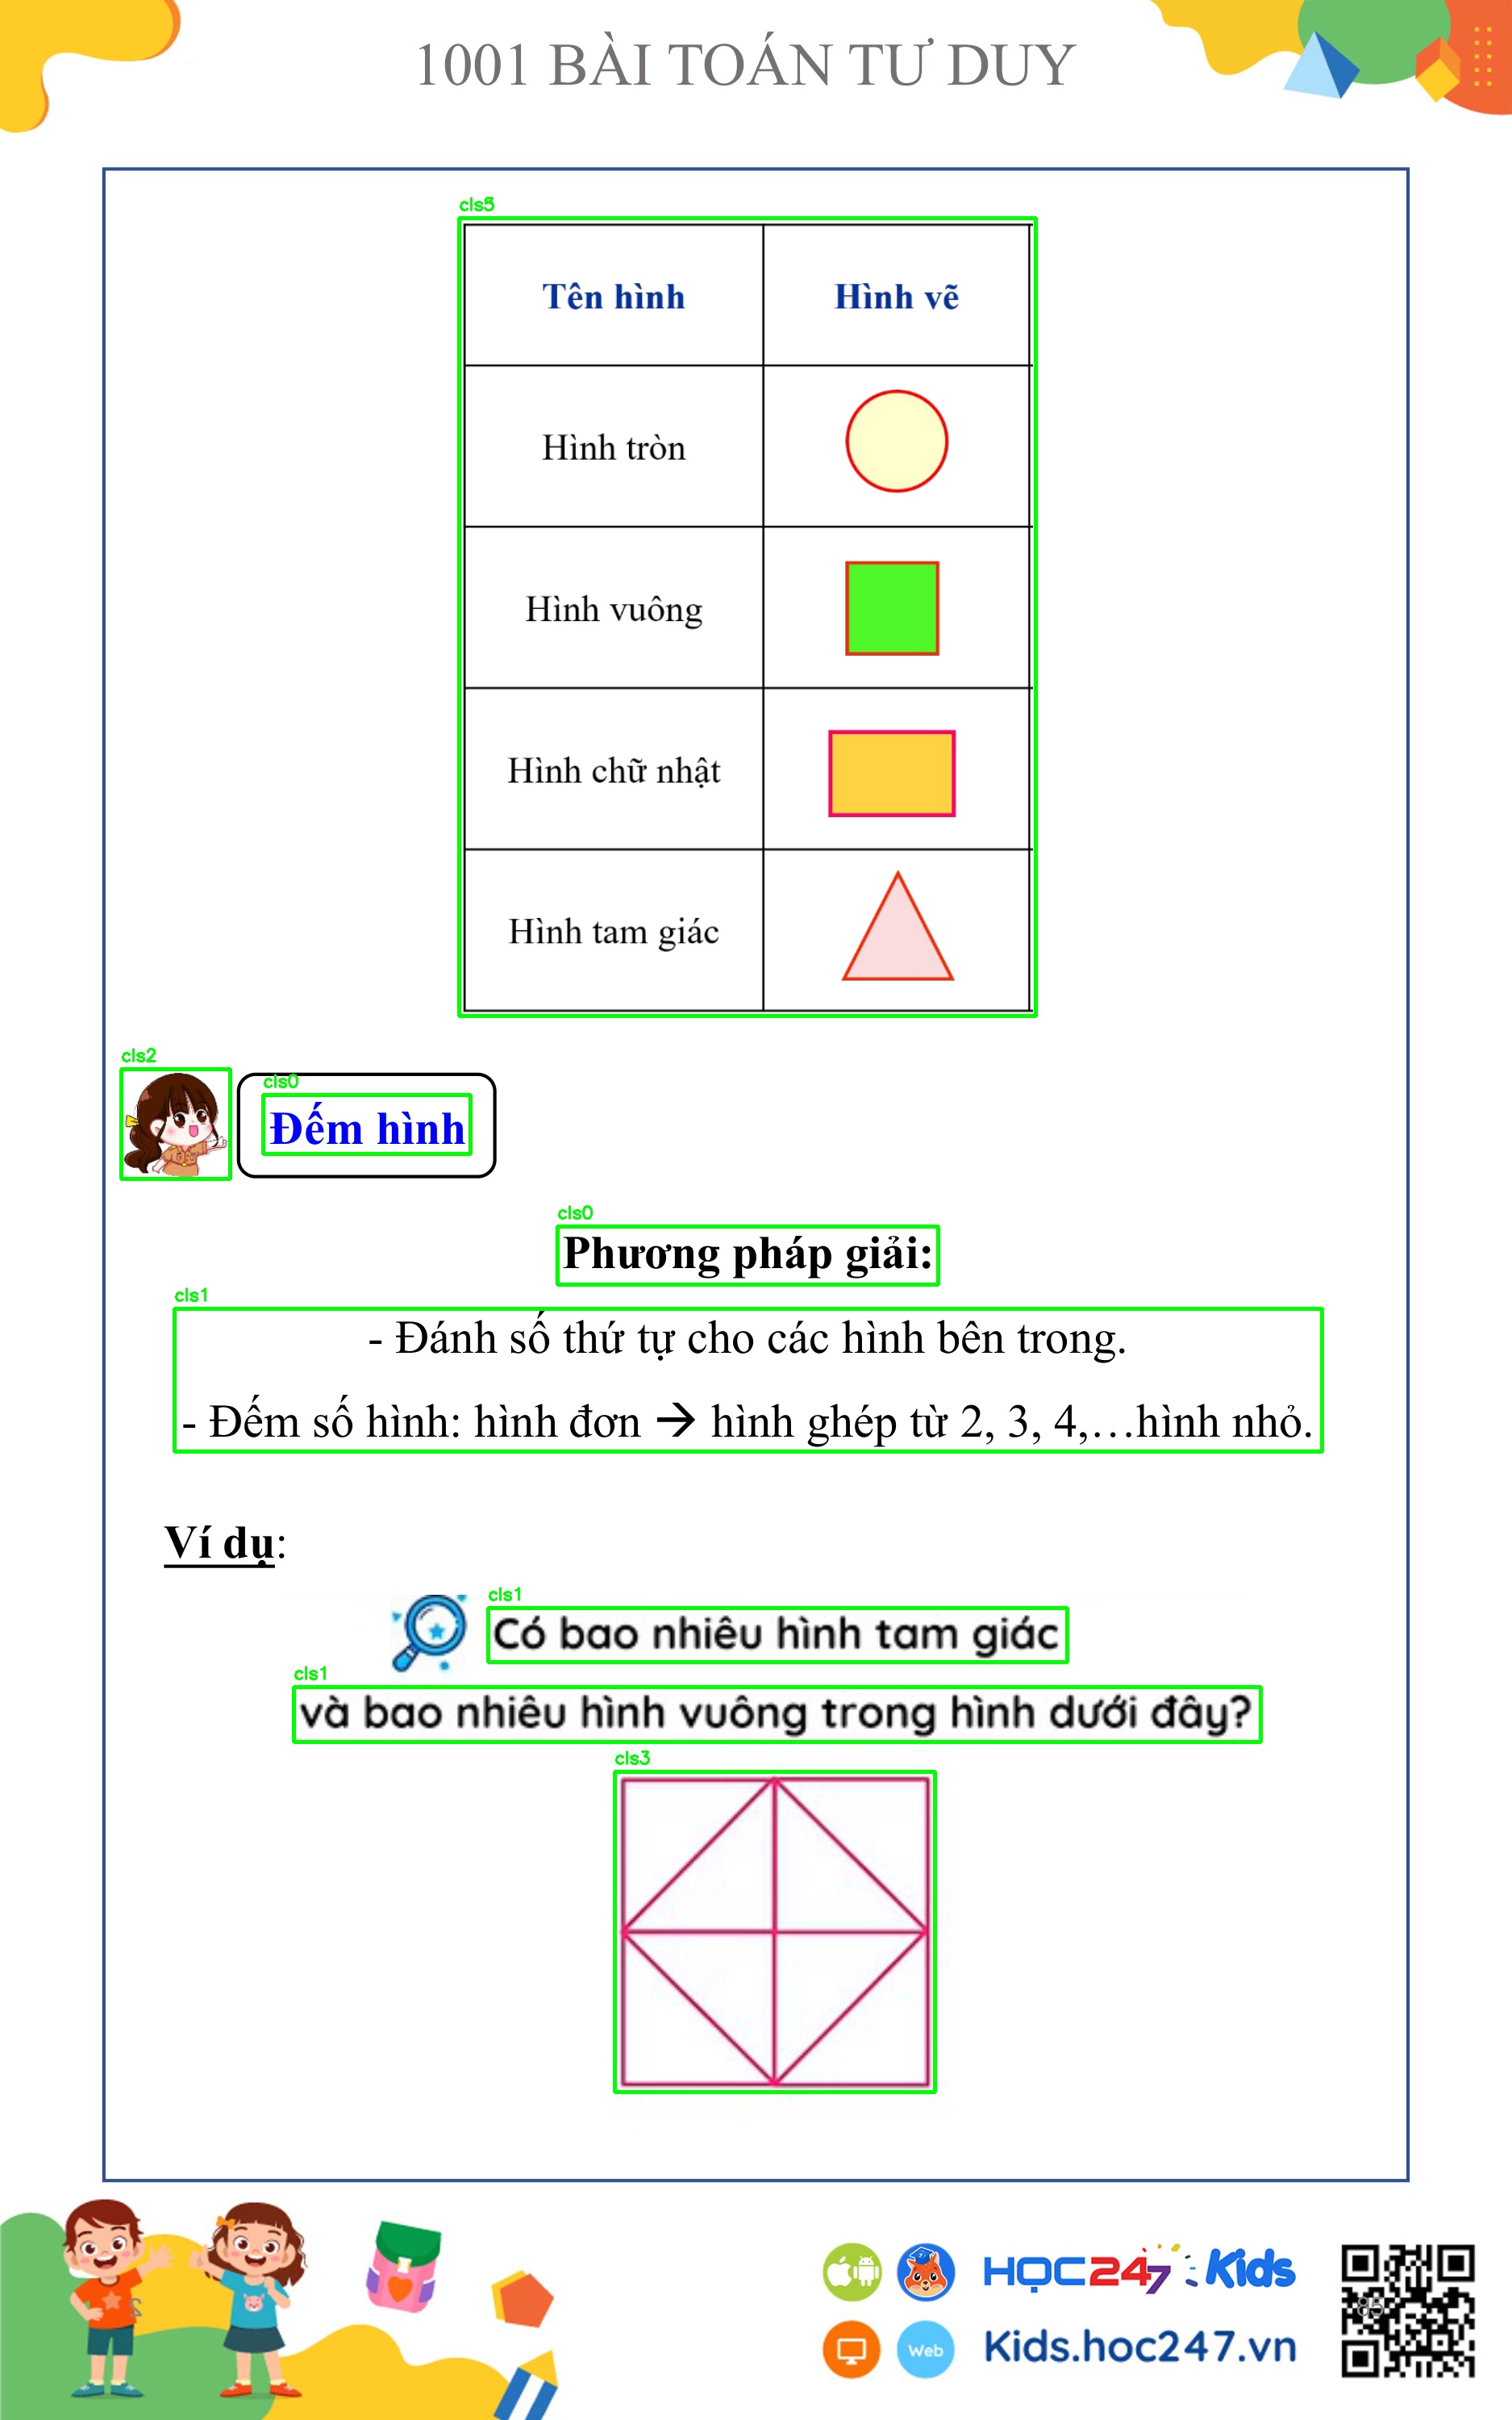 1001 BÀI TOÁN TƯ DUY
cls5
Tên hình
Hình vẽ
Hình tròn
Hình vuông
Hình chữ nhật
Hình tam giác
cls2
cls0
Đếm hình
cls0
Phương pháp giải:
cls1
- Đánh số thứ tự cho các hình bên trong.
- Đếm số hình: hình đơn → hình ghép từ 2, 3, 4,…hình nhỏ.
Ví dụ:
cls1
Có bao nhiêu hình tam giác
cls1
và bao nhiêu hình vuông trong hình dưới đây?
cls3
HỌC247 Kids
85
Web
Kids.hoc247.vn